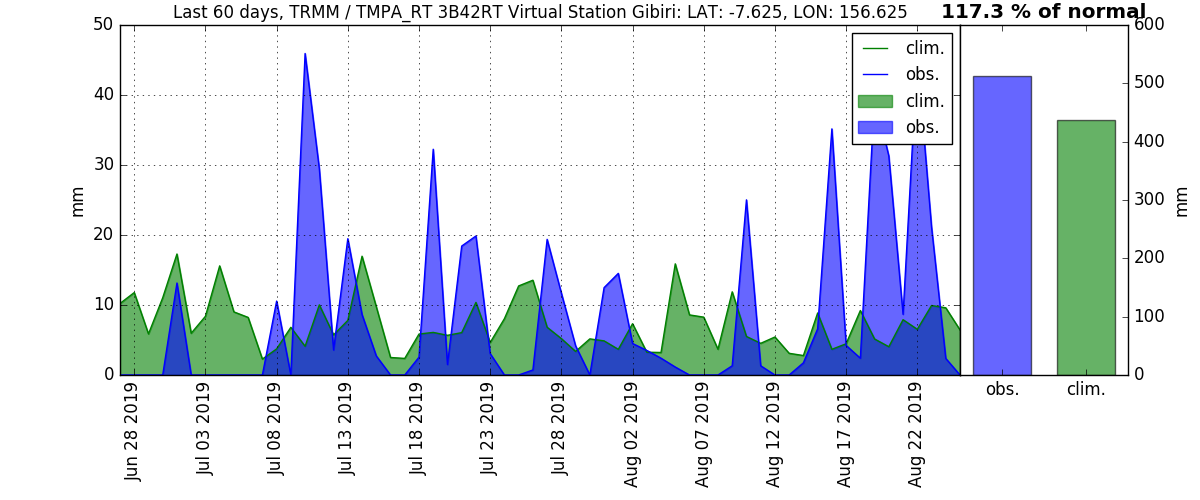 Last 60 days, TRMM / TMPA_RT 3B42RT Virtual Station Gibiri: LAT: -7.625, LON: 156.625
117.3 % of normal
50
40
30
20
10
0
mm
clim.
obs.
clim.
obs.
600
500
400
300
200
100
0
mm
obs.
clim.
Jun 28 2019
Jul 03 2019
Jul 08 2019
Jul 13 2019
Jul 18 2019
Jul 23 2019
Jul 28 2019
Aug 02 2019
Aug 07 2019
Aug 12 2019
Aug 17 2019
Aug 22 2019